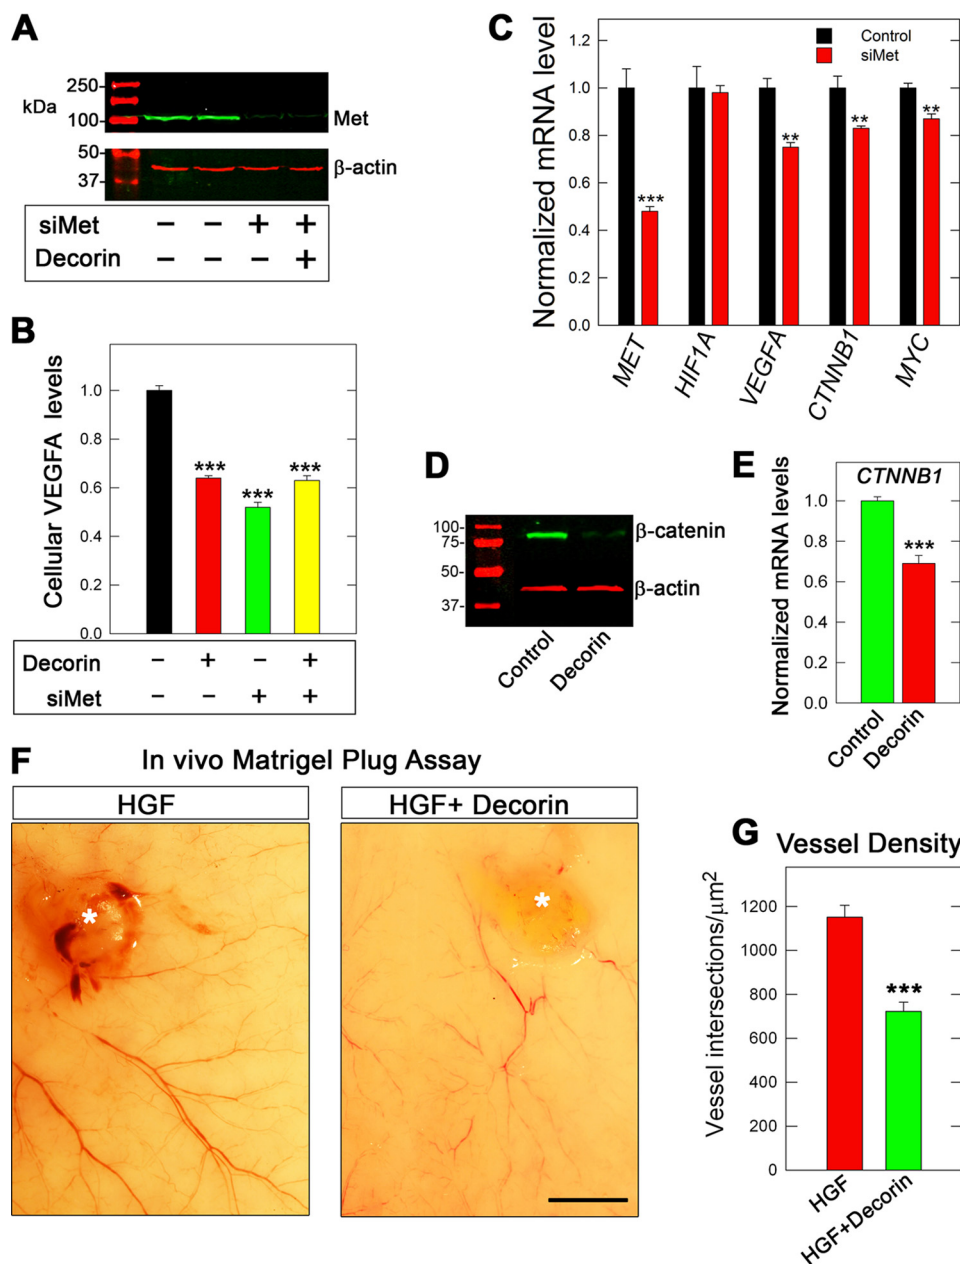 A
kDa
250-
100-
Met
50-
37-
β-actin
siMet − − + +
Decorin − − − +
B
Cellular VEGFA levels
1.0
0.8
0.6
0.4
0.2
0.0
***
***
***
Decorin − + − +
siMet − − + +
C
Normalized mRNA level
1.2
1.0
0.8
0.6
0.4
0.2
0.0
Control
siMet
***
**
**
**
MET
HIF1A
VEGFA
CTNNB1
MYC
D
100-
75-
50-
37-
β-catenin
β-actin
Control
Decorin
E
CTNNB1
Normalized mRNA levels
1.0
0.8
0.6
0.4
0.2
0.0
***
Control
Decorin
F
In vivo Matrigel Plug Assay
HGF
HGF+ Decorin
*
*
G
Vessel Density
Vessel intersections/μm²
1200
1000
800
600
400
200
0
***
HGF
HGF+Decorin